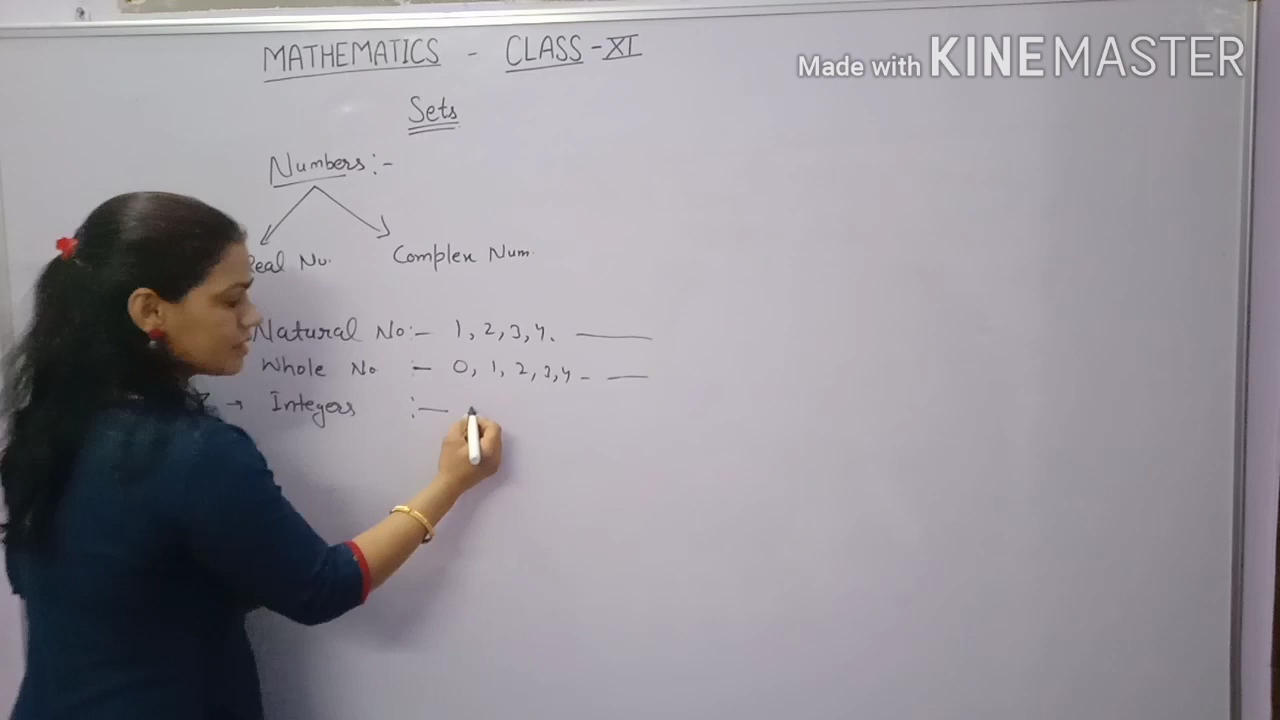 MATHEMATICS - CLASS - XI
Made with KINEMASTER
Sets
Numbers :-
Real No. Complex Num.
Natural No :- 1, 2, 3, 4. ———
Whole No :- 0, 1, 2, 3, 4 - ——
Z → Integers :—